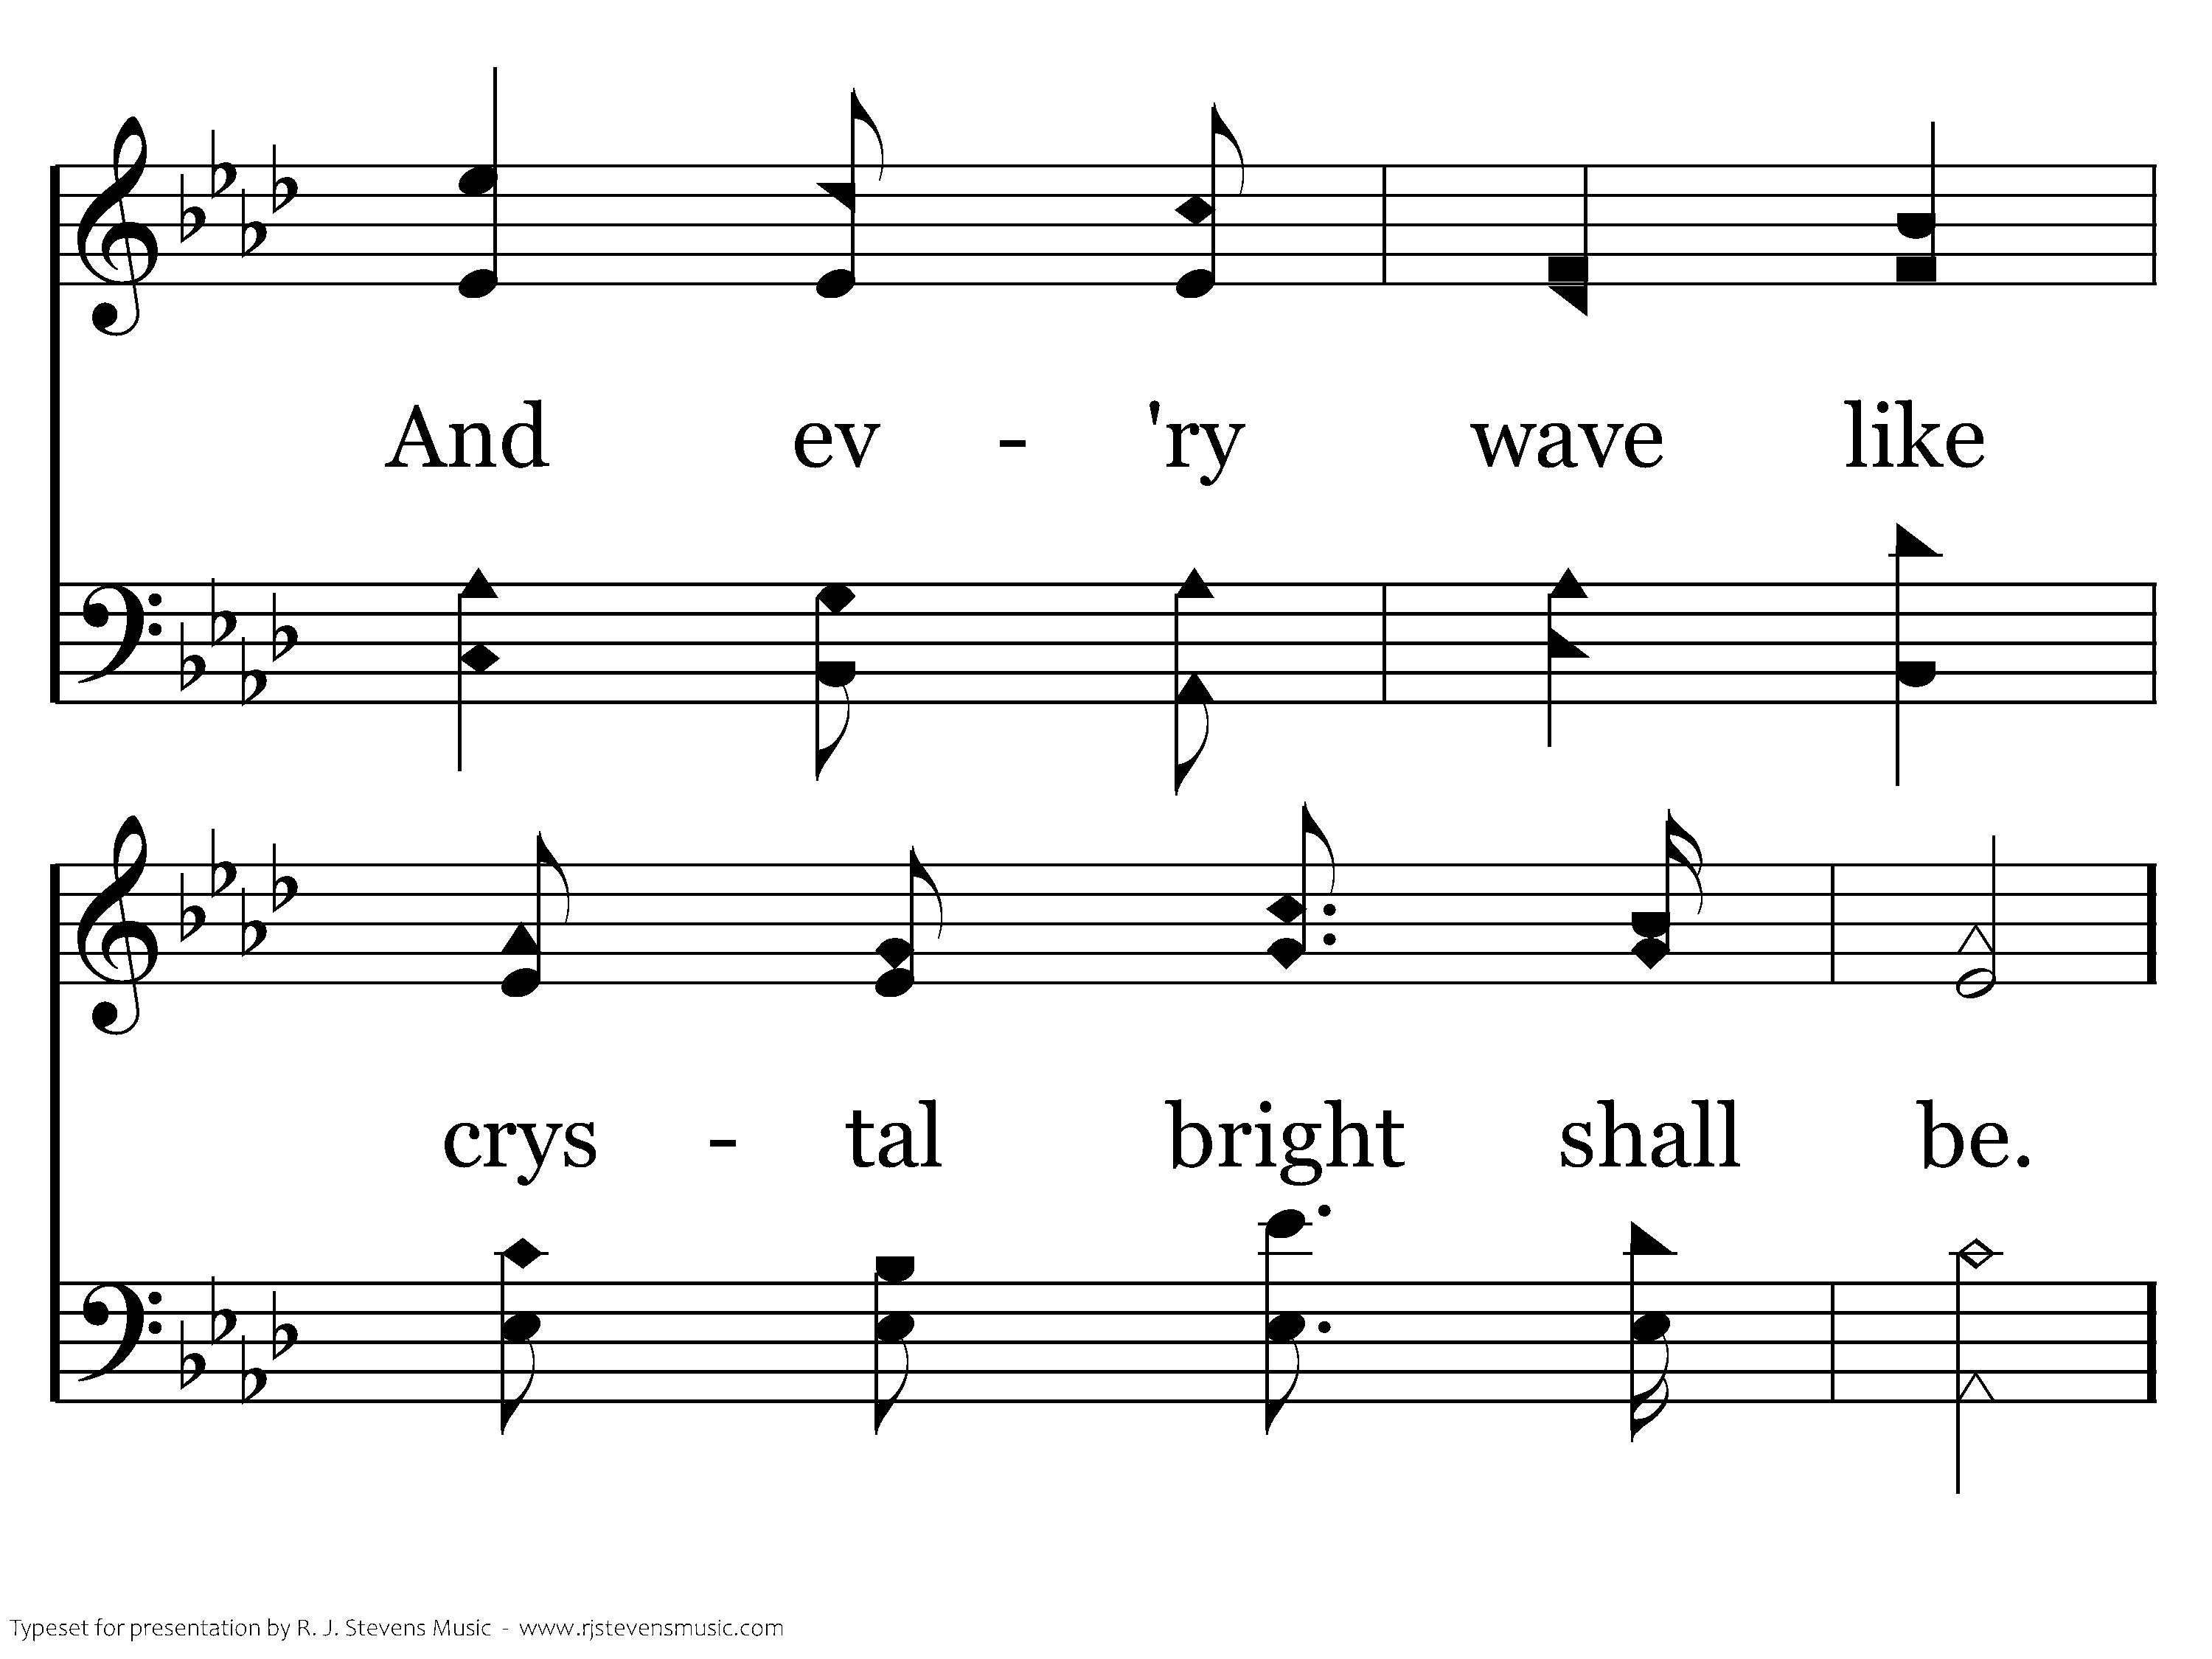 And ev - 'ry wave like
crys - tal bright shall be.
Typeset for presentation by R. J. Stevens Music - www.rjstevensmusic.com